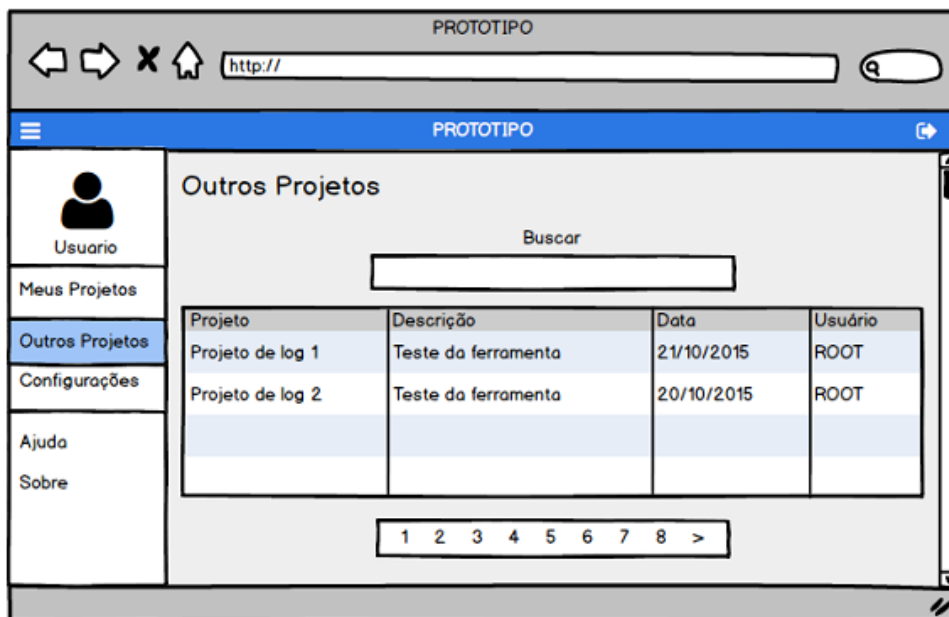 PROTOTIPO
http://
PROTOTIPO
Usuario
Meus Projetos
Outros Projetos
Configurações
Ajuda
Sobre
Outros Projetos
Buscar
Projeto Descrição Data Usuário
Projeto de log 1 Teste da ferramenta 21/10/2015 ROOT
Projeto de log 2 Teste da ferramenta 20/10/2015 ROOT
1 2 3 4 5 6 7 8 >